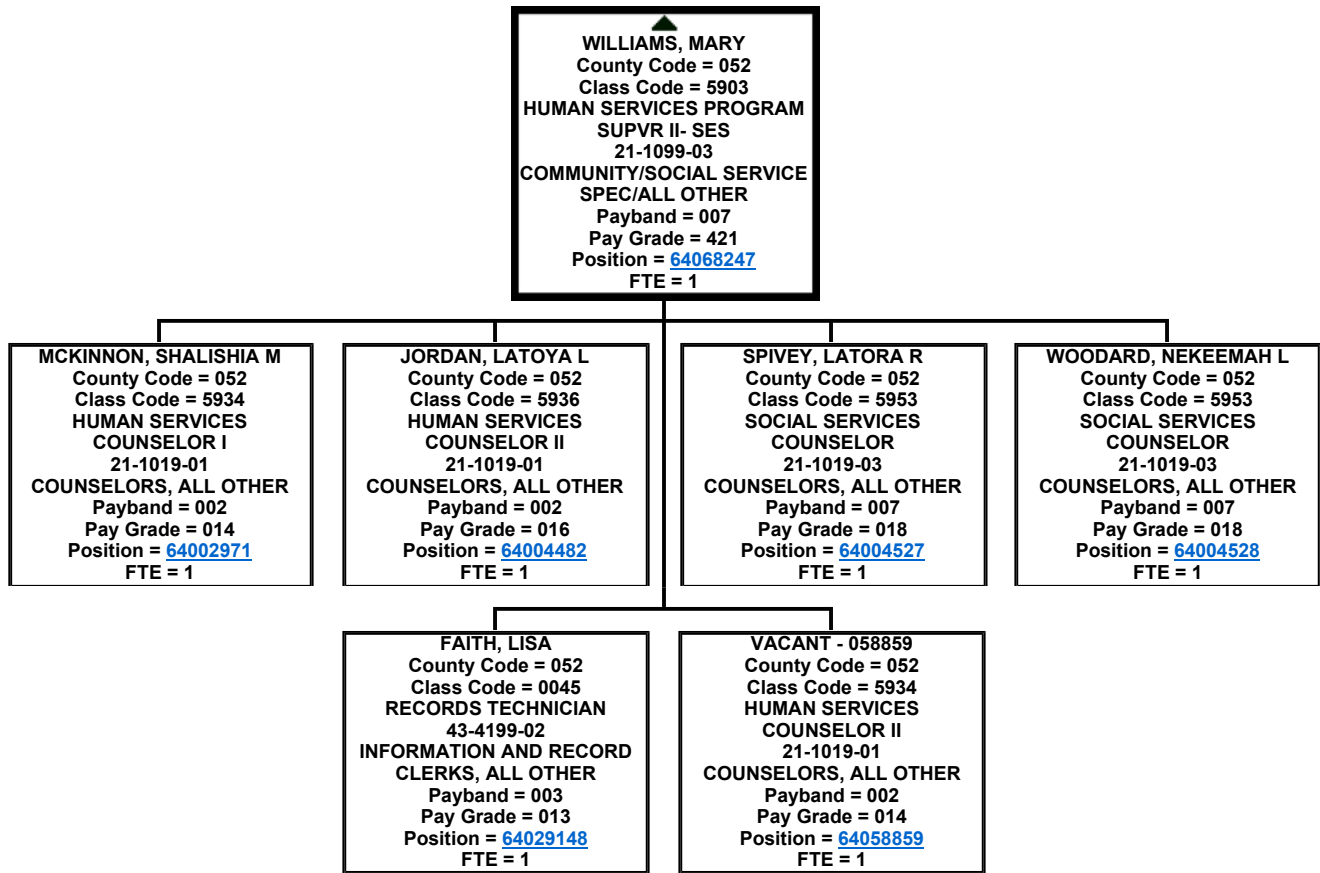 WILLIAMS, MARY
County Code = 052
Class Code = 5903
HUMAN SERVICES PROGRAM
SUPVR II- SES
21-1099-03
COMMUNITY/SOCIAL SERVICE
SPEC/ALL OTHER
Payband = 007
Pay Grade = 421
Position = 64068247
FTE = 1
MCKINNON, SHALISHIA M
County Code = 052
Class Code = 5934
HUMAN SERVICES
COUNSELOR I
21-1019-01
COUNSELORS, ALL OTHER
Payband = 002
Pay Grade = 014
Position = 64002971
FTE = 1
JORDAN, LATOYA L
County Code = 052
Class Code = 5936
HUMAN SERVICES
COUNSELOR II
21-1019-01
COUNSELORS, ALL OTHER
Payband = 002
Pay Grade = 016
Position = 64004482
FTE = 1
SPIVEY, LATORA R
County Code = 052
Class Code = 5953
SOCIAL SERVICES
COUNSELOR
21-1019-03
COUNSELORS, ALL OTHER
Payband = 007
Pay Grade = 018
Position = 64004527
FTE = 1
WOODARD, NEKEEMAH L
County Code = 052
Class Code = 5953
SOCIAL SERVICES
COUNSELOR
21-1019-03
COUNSELORS, ALL OTHER
Payband = 007
Pay Grade = 018
Position = 64004528
FTE = 1
FAITH, LISA
County Code = 052
Class Code = 0045
RECORDS TECHNICIAN
43-4199-02
INFORMATION AND RECORD
CLERKS, ALL OTHER
Payband = 003
Pay Grade = 013
Position = 64029148
FTE = 1
VACANT - 058859
County Code = 052
Class Code = 5934
HUMAN SERVICES
COUNSELOR II
21-1019-01
COUNSELORS, ALL OTHER
Payband = 002
Pay Grade = 014
Position = 64058859
FTE = 1